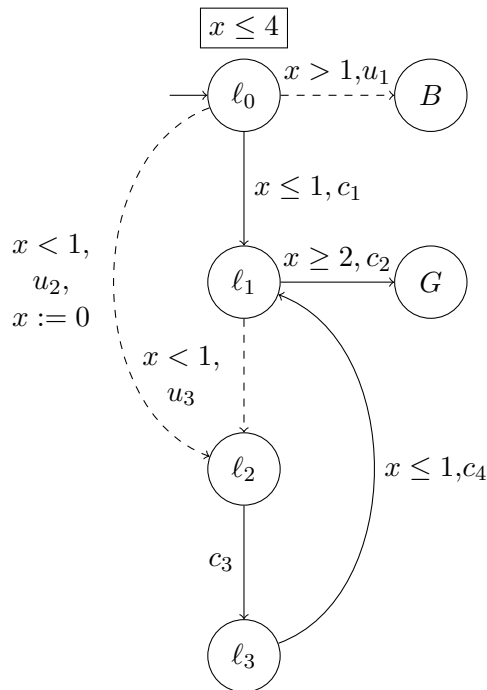 x ≤ 4
ℓ₀
x > 1,u₁
B
x ≤ 1, c₁
x < 1,
u₂,
x := 0
ℓ₁
x ≥ 2, c₂
G
x < 1,
u₃
ℓ₂
x ≤ 1,c₄
c₃
ℓ₃